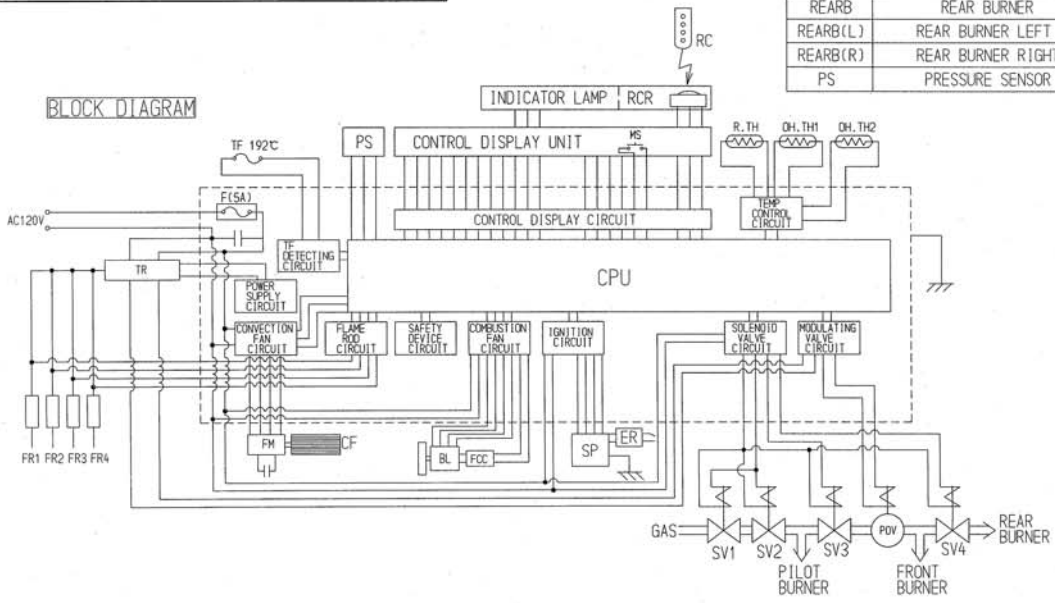 REARB REAR BURNER
REARB(L) REAR BURNER LEFT
REARB(R) REAR BURNER RIGHT
PS PRESSURE SENSOR
BLOCK DIAGRAM
RC
INDICATOR LAMP RCR
PS
CONTROL DISPLAY UNIT
MS
R.TH
OH.TH1
OH.TH2
TF 192℃
F(5A)
AC120V
CONTROL DISPLAY CIRCUIT
TEMP
CONTROL
CIRCUIT
TF
DETECTING
CIRCUIT
CPU
TR
POWER
SUPPLY
CIRCUIT
CONVECTION
FAN
CIRCUIT
FLAME
ROD
CIRCUIT
SAFETY
DEVICE
CIRCUIT
COMBUSTION
FAN
CIRCUIT
IGNITION
CIRCUIT
SOLENOID
VALVE
CIRCUIT
MODULATING
VALVE
CIRCUIT
FR1 FR2 FR3 FR4
FM
CF
BL
FCC
SP
ER
GAS
SV1
SV2
SV3
POV
SV4
REAR
BURNER
PILOT
BURNER
FRONT
BURNER